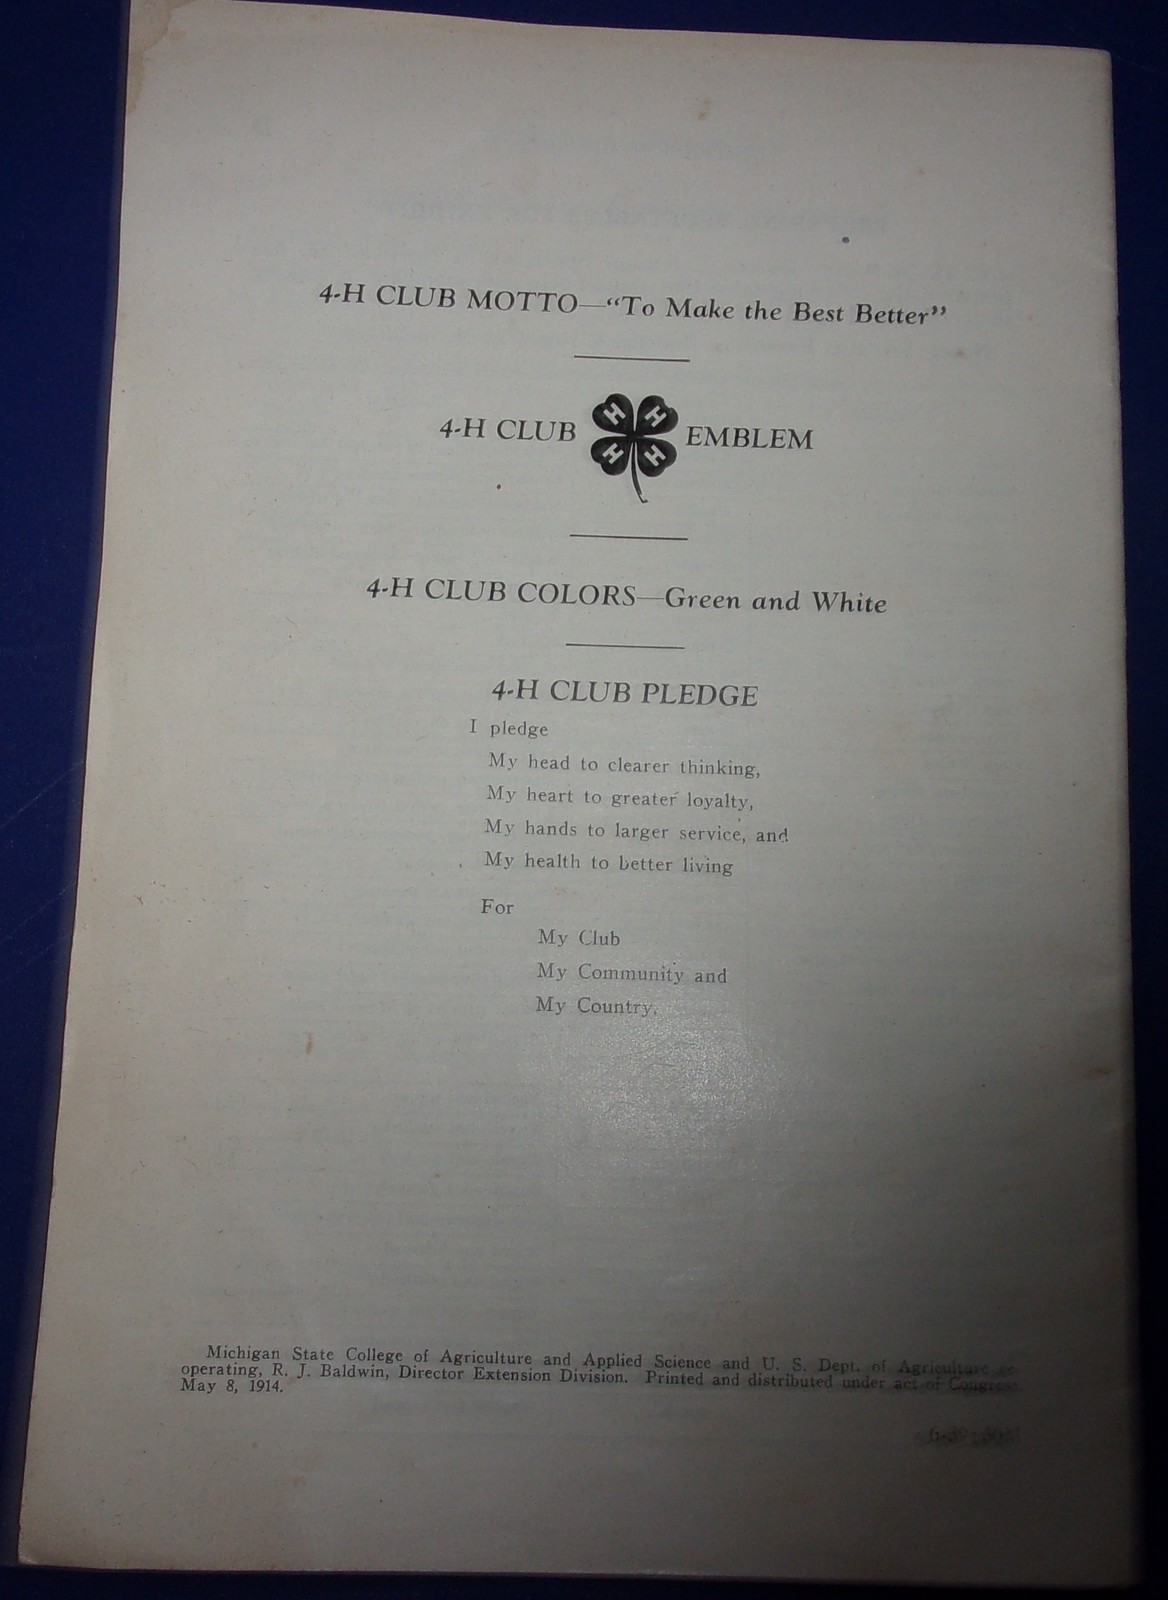 4-H CLUB MOTTO—“To Make the Best Better”
4-H CLUB EMBLEM
H H
H H
4-H CLUB COLORS—Green and White
4-H CLUB PLEDGE
I pledge
My head to clearer thinking,
My heart to greater loyalty,
My hands to larger service, and
My health to better living
For
My Club
My Community and
My Country.
Michigan State College of Agriculture and Applied Science and U. S. Dept. of Agriculture co-
operating, R. J. Baldwin, Director Extension Division. Printed and distributed under act of Congress
May 8, 1914.